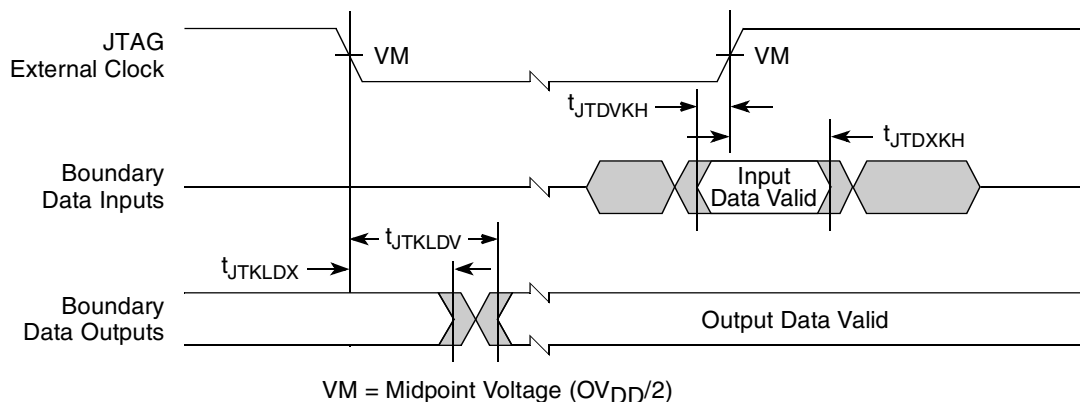 JTAG
External Clock
VM
VM
tJTDVKH
tJTDXKH
Boundary
Data Inputs
Input
Data Valid
tJTKLDV
tJTKLDX
Boundary
Data Outputs
Output Data Valid
VM = Midpoint Voltage (OVDD/2)